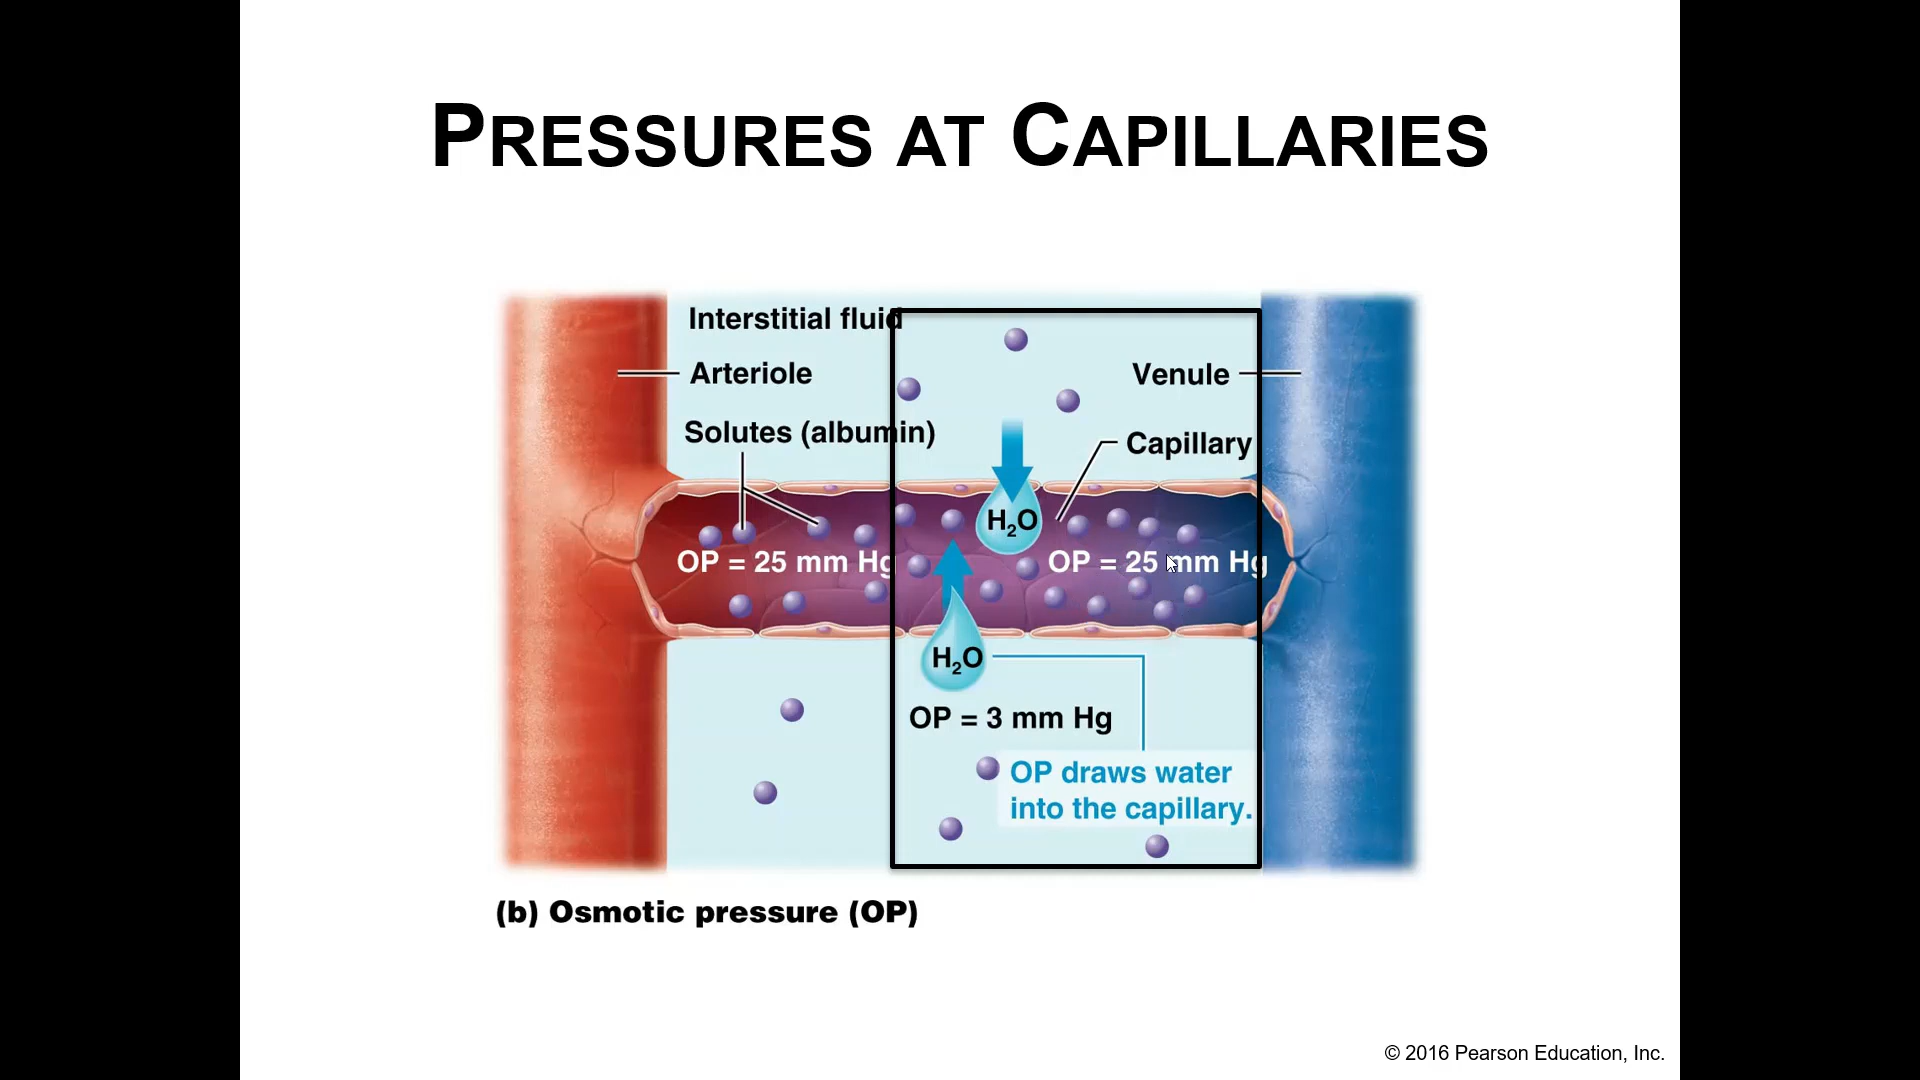 PRESSURES AT CAPILLARIES
Interstitial fluid
Arteriole
Venule
Solutes (albumin)
Capillary
H₂O
OP = 25 mm Hg
OP = 25 mm Hg
H₂O
OP = 3 mm Hg
OP draws water
into the capillary.
(b) Osmotic pressure (OP)
© 2016 Pearson Education, Inc.